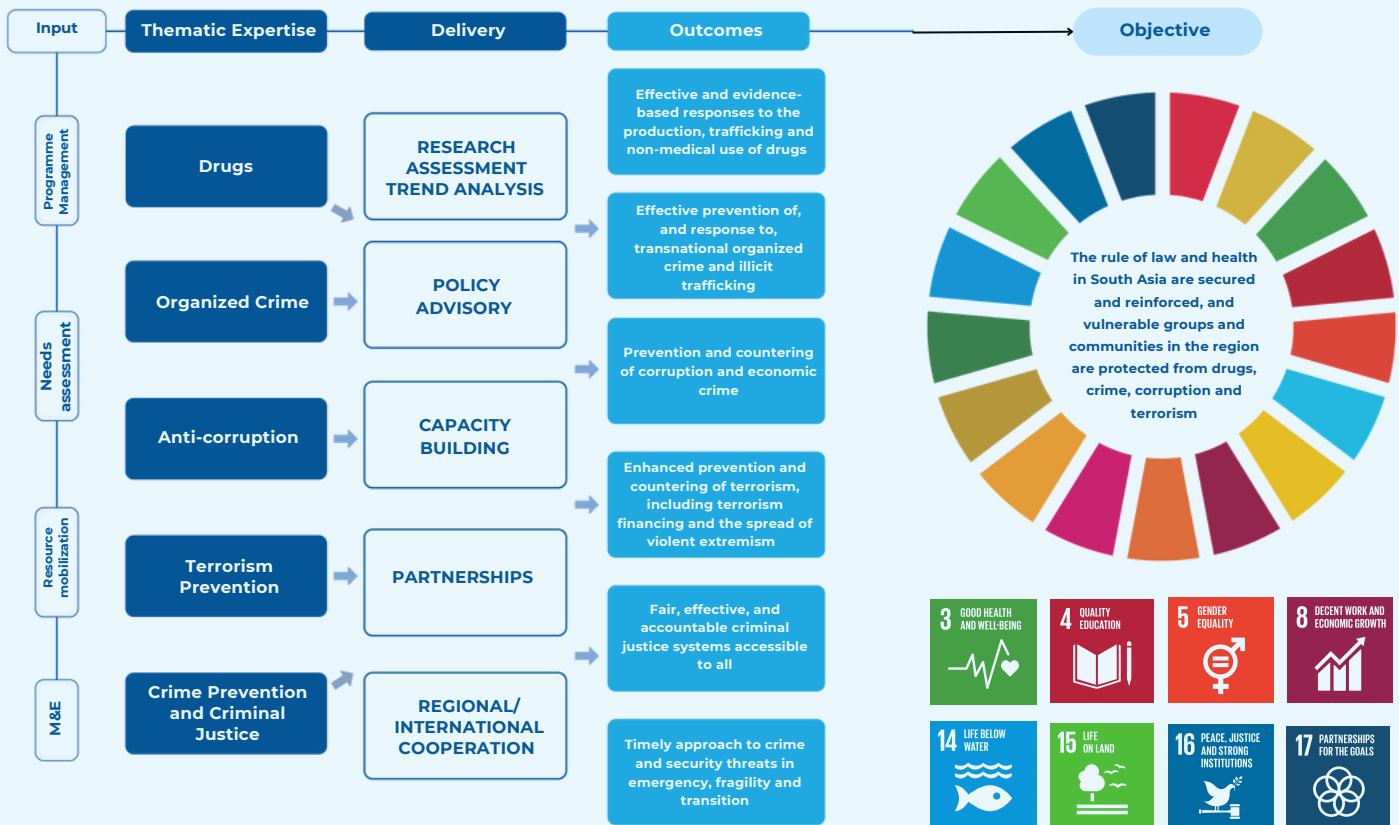 Input
Thematic Expertise
Delivery
Outcomes
Objective
Programme
Management
Needs
assessment
Resource
mobilization
M&E
Drugs
Organized Crime
Anti-corruption
Terrorism
Prevention
Crime Prevention
and Criminal
Justice
RESEARCH
ASSESSMENT
TREND ANALYSIS
POLICY
ADVISORY
CAPACITY
BUILDING
PARTNERSHIPS
REGIONAL/
INTERNATIONAL
COOPERATION
Effective and evidence-
based responses to the
production, trafficking and
non-medical use of drugs
Effective prevention of,
and response to,
transnational organized
crime and illicit
trafficking
Prevention and countering
of corruption and economic
crime
Enhanced prevention and
countering of terrorism,
including terrorism
financing and the spread of
violent extremism
Fair, effective, and
accountable criminal
justice systems accessible
to all
Timely approach to crime
and security threats in
emergency, fragility and
transition
The rule of law and health
in South Asia are secured
and reinforced, and
vulnerable groups and
communities in the region
are protected from drugs,
crime, corruption and
terrorism
3 GOOD HEALTH
AND WELL-BEING
4 QUALITY
EDUCATION
5 GENDER
EQUALITY
8 DECENT WORK AND
ECONOMIC GROWTH
14 LIFE BELOW
WATER
15 LIFE
ON LAND
16 PEACE, JUSTICE
AND STRONG
INSTITUTIONS
17 PARTNERSHIPS
FOR THE GOALS